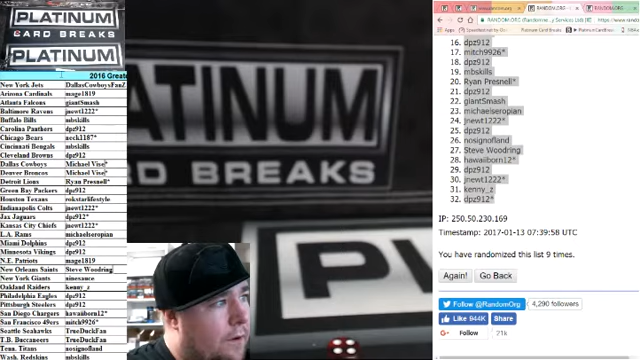 PLATINUM
CARD BREAKS
PLATINUM
2016 Great
New York Jets DallasCowboysFanZ
Arizona Cardinals mage1819
Atlanta Falcons giantSmash
Baltimore Ravens jnewt1222*
Buffalo Bills mbskills
Carolina Panthers dpz912
Chicago Bears neck1187*
Cincinnati Bengals mbskills
Cleveland Browns dpz912
Dallas Cowboys Michael Vise*
Denver Broncos Michael Vise*
Detroit Lions Ryan Presnell*
Green Bay Packers dpz912
Houston Texans rokstarlifestyle
Indianapolis Colts jnewt1222*
Jax Jaguars dpz912*
Kansas City Chiefs jnewt1222*
L.A. Rams michaelseropian
Miami Dolphins dpz912
Minnesota Vikings dpz912
N.E. Patriots mage1819
New Orleans Saints Steve Woodring
New York Giants ninesauce
Oakland Raiders kenny_z
Philadelphia Eagles dpz912
Pittsburgh Steelers dpz912
San Diego Chargers hawaiiborn12*
San Francisco 49ers mitch9926*
Seattle Seahawks TrueDuckFan
T.B. Buccaneers TrueDuckFan
Tenn. Titans nosignofland
Wash. Redskins mbskills
ATINUM
RD BREAKS
PL
16. dpz912
17. mitch9926*
18. dpz912
19. mbskills
20. Ryan Presnell*
21. dpz912
22. giantSmash
23. michaelseropian
24. jnewt1222*
25. dpz912
26. nosignofland
27. Steve Woodring
28. hawaiiborn12*
29. dpz912
30. jnewt1222*
31. kenny_z
32. dpz912*
IP: 250.50.230.169
Timestamp: 2017-01-13 07:39:58 UTC
You have randomized this list 9 times.
Again! Go Back
Follow @RandomOrg 4,290 followers
Like 944K Share
Follow 21k